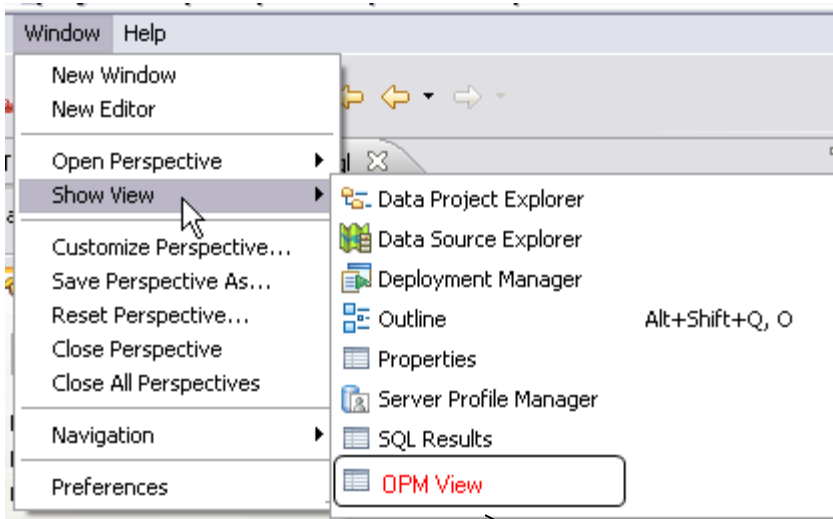 Window Help
New Window
New Editor
Open Perspective
Show View
Customize Perspective...
Save Perspective As...
Reset Perspective...
Close Perspective
Close All Perspectives
Navigation
Preferences
Data Project Explorer
Data Source Explorer
Deployment Manager
Outline Alt+Shift+Q, O
Properties
Server Profile Manager
SQL Results
OPM View